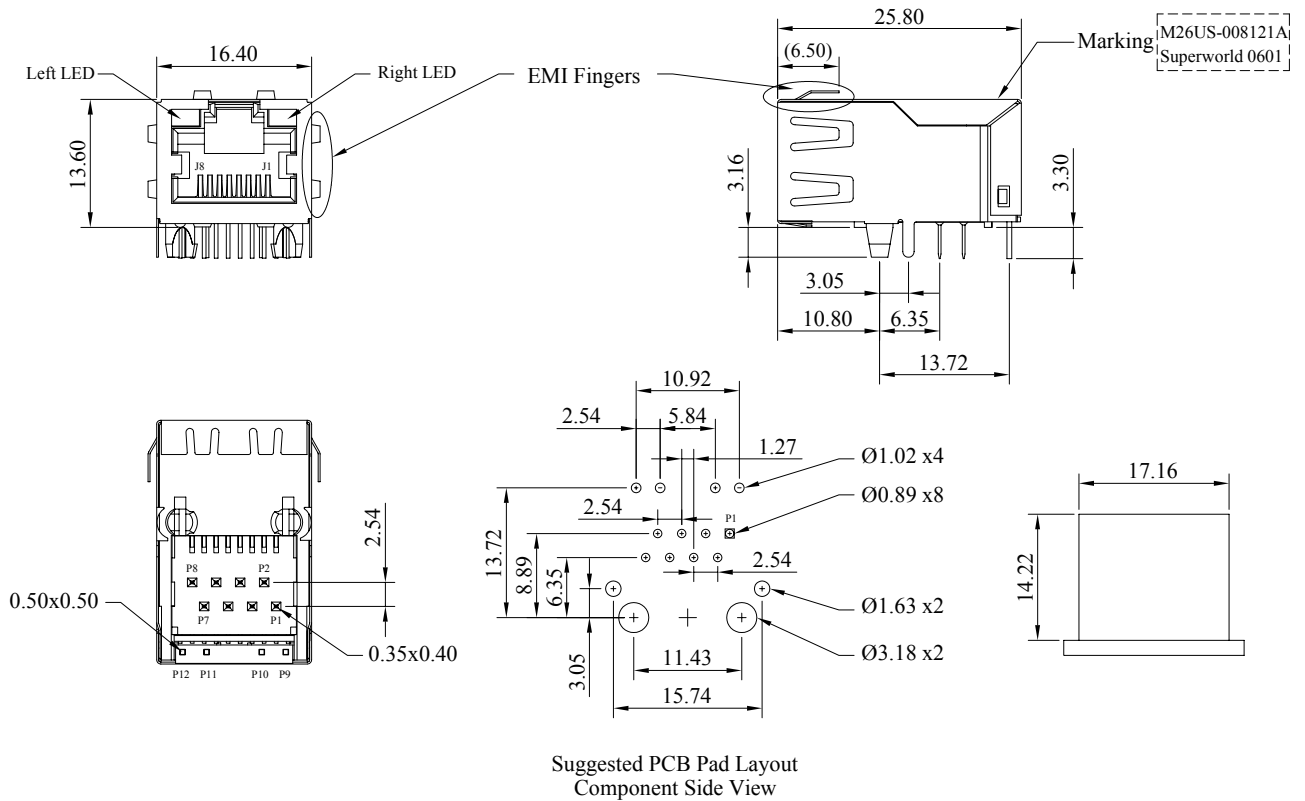 25.80
16.40
(6.50)
Marking
M26US-008121A
Superworld 0601
Left LED
Right LED
EMI Fingers
13.60
J8
J1
3.16
3.30
3.05
10.80
6.35
13.72
10.92
2.54
5.84
1.27
Ø1.02 x4
Ø0.89 x8
P1
2.54
13.72
8.89
6.35
2.54
Ø1.63 x2
Ø3.18 x2
3.05
11.43
15.74
17.16
14.22
2.54
P8
P2
P7
P1
0.50x0.50
0.35x0.40
P12
P11
P10
P9
Suggested PCB Pad Layout
Component Side View